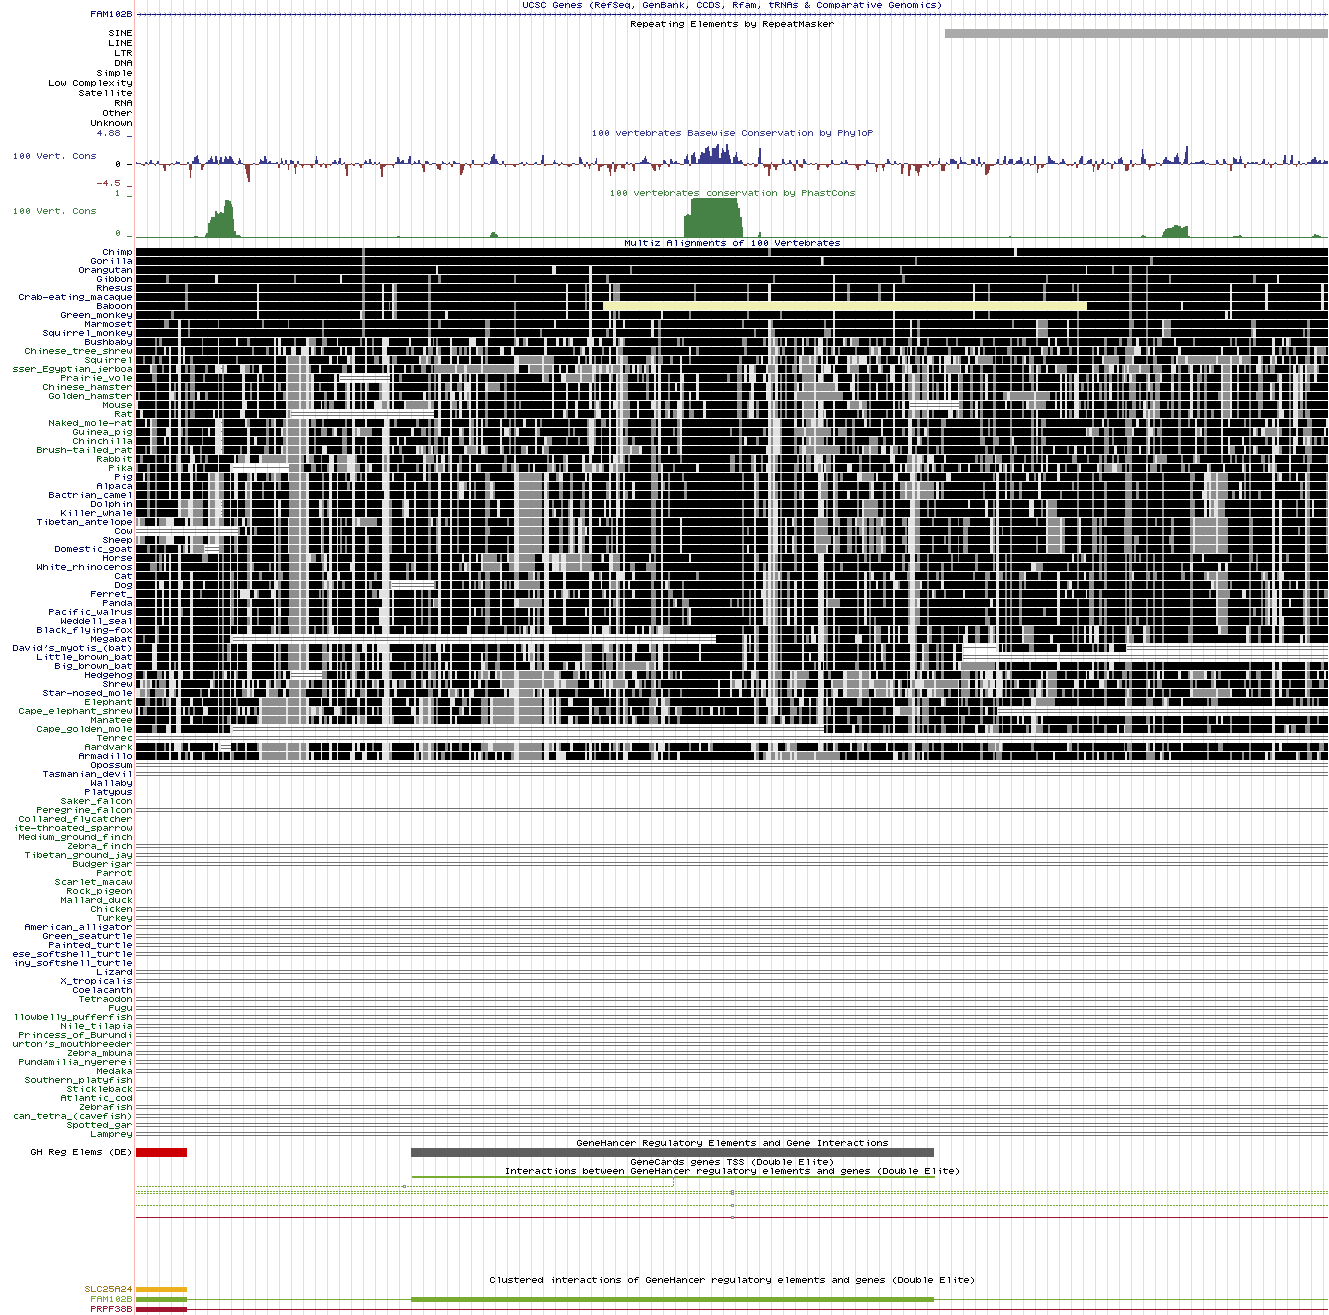 UCSC Genes (RefSeq, GenBank, CCDS, Rfam, tRNAs & Comparative Genomics)
FAM102B
Repeating Elements by RepeatMasker
SINE
LINE
LTR
DNA
Simple
Low Complexity
Satellite
RNA
Other
Unknown
4.88 _
100 vertebrates Basewise Conservation by PhyloP
100 Vert. Cons
0 -
-4.5 _
1 _
100 vertebrates conservation by PhastCons
100 Vert. Cons
0 _
Multiz Alignments of 100 Vertebrates
Chimp
Gorilla
Orangutan
Gibbon
Rhesus
Crab-eating_macaque
Baboon
Green_monkey
Marmoset
Squirrel_monkey
Bushbaby
Chinese_tree_shrew
Squirrel
sser_Egyptian_jerboa
Prairie_vole
Chinese_hamster
Golden_hamster
Mouse
Rat
Naked_mole-rat
Guinea_pig
Chinchilla
Brush-tailed_rat
Rabbit
Pika
Pig
Alpaca
Bactrian_camel
Dolphin
Killer_whale
Tibetan_antelope
Cow
Sheep
Domestic_goat
Horse
White_rhinoceros
Cat
Dog
Ferret_
Panda
Pacific_walrus
Weddell_seal
Black_flying-fox
Megabat
David's_myotis_(bat)
Little_brown_bat
Big_brown_bat
Hedgehog
Shrew
Star-nosed_mole
Elephant
Cape_elephant_shrew
Manatee
Cape_golden_mole
Tenrec
Aardvark
Armadillo
Opossum
Tasmanian_devil
Wallaby
Platypus
Saker_falcon
Peregrine_falcon
Collared_flycatcher
ite-throated_sparrow
Medium_ground_finch
Zebra_finch
Tibetan_ground_jay
Budgerigar
Parrot
Scarlet_macaw
Rock_pigeon
Mallard_duck
Chicken
Turkey
American_alligator
Green_seaturtle
Painted_turtle
ese_softshell_turtle
iny_softshell_turtle
Lizard
X_tropicalis
Coelacanth
Tetraodon
Fugu
llowbelly_pufferfish
Nile_tilapia
Princess_of_Burundi
urton's_mouthbreeder
Zebra_mbuna
Pundamilia_nyererei
Medaka
Southern_platyfish
Stickleback
Atlantic_cod
Zebrafish
can_tetra_(cavefish)
Spotted_gar
Lamprey
GeneHancer Regulatory Elements and Gene Interactions
GH Reg Elems (DE)
GeneCards genes TSS (Double Elite)
Interactions between GeneHancer regulatory elements and genes (Double Elite)
Clustered interactions of GeneHancer regulatory elements and genes (Double Elite)
SLC25A24
FAM102B
PRPF38B